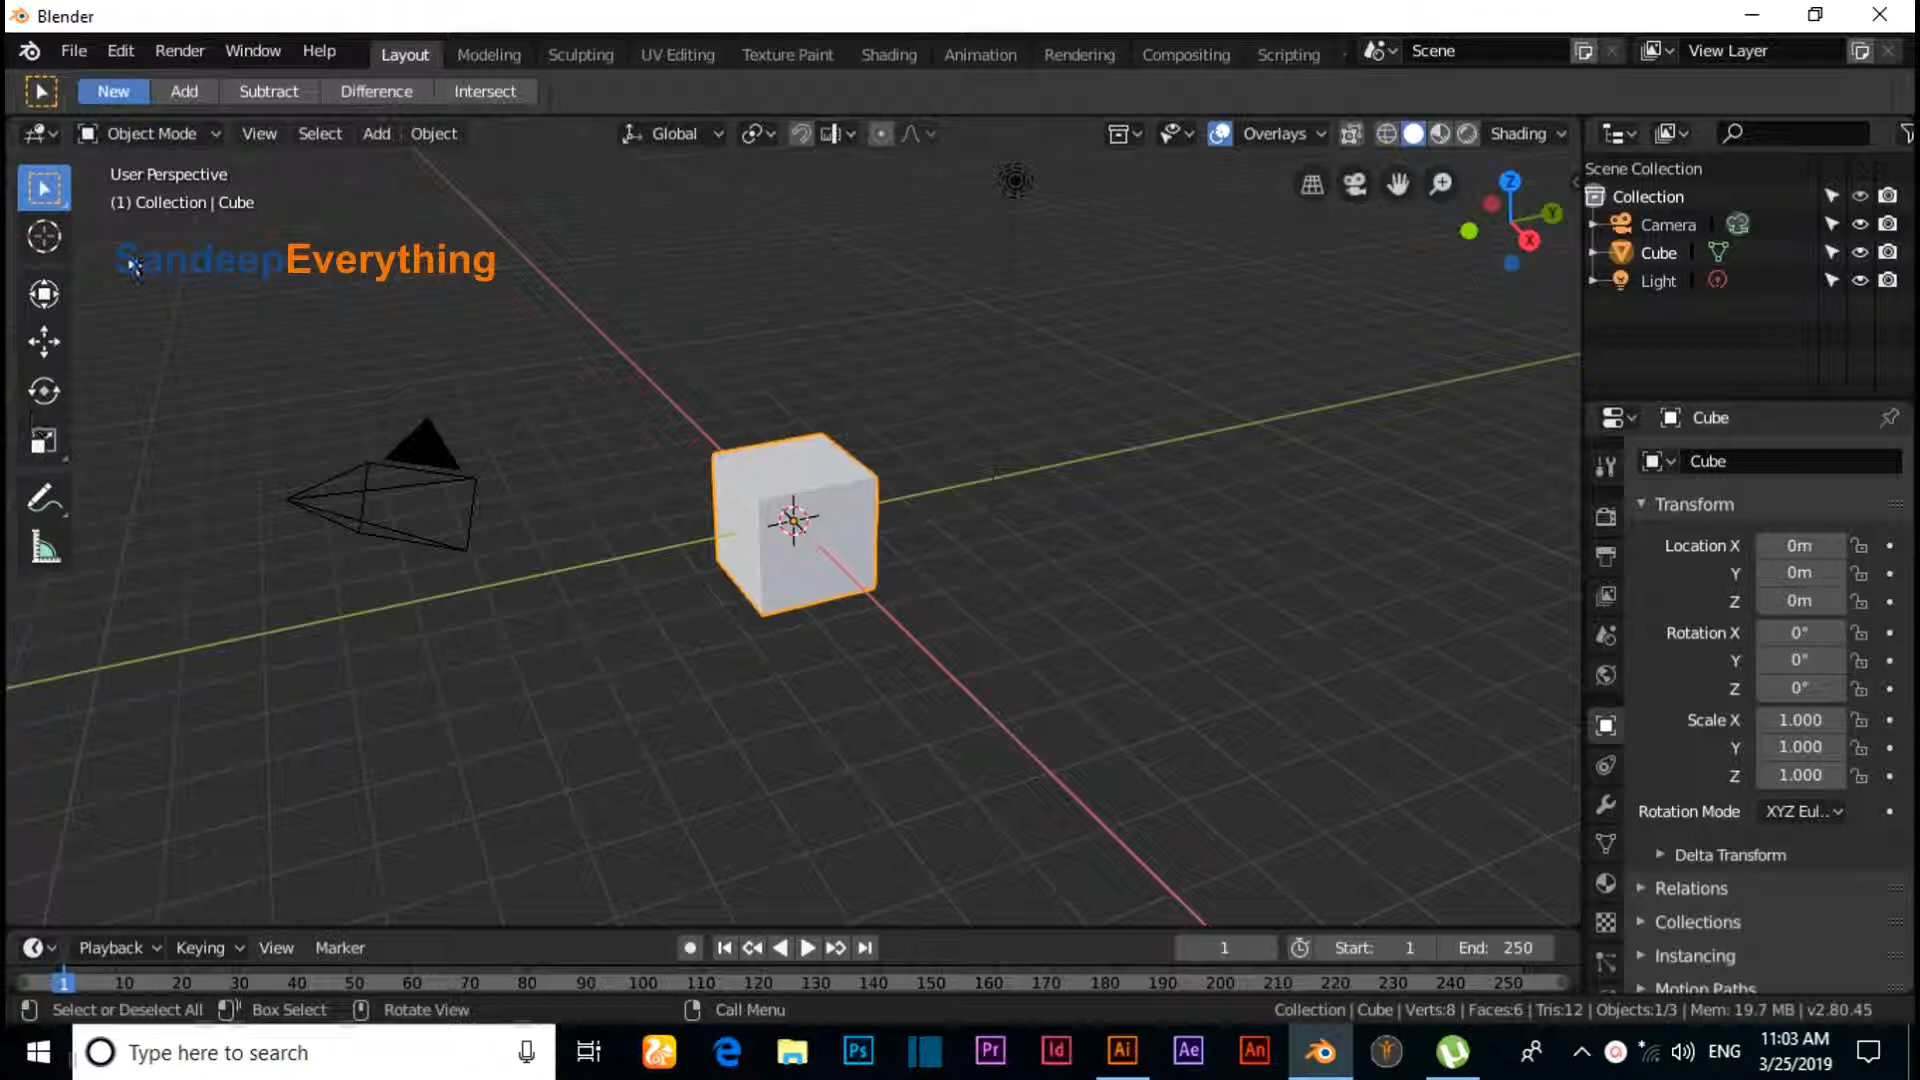 Blender
File Edit Render Window Help Layout Modeling Sculpting UV Editing Texture Paint Shading Animation Rendering Compositing Scripting Scene View Layer
New Add Subtract Difference Intersect
Object Mode View Select Add Object Global Overlays Shading
User Perspective
(1) Collection | Cube
SandeepEverything
Z
Y
X
Scene Collection
Collection
Camera
Cube
Light
Cube
Cube
Transform
Location X 0m
Y 0m
Z 0m
Rotation X 0°
Y 0°
Z 0°
Scale X 1.000
Y 1.000
Z 1.000
Rotation Mode XYZ Eul..
Delta Transform
Relations
Collections
Instancing
Motion Paths
Playback Keying View Marker 1 Start: 1 End: 250
1 10 20 30 40 50 60 70 80 90 100 110 120 130 140 150 160 170 180 190 200 210 220 230 240 250
Select or Deselect All Box Select Rotate View Call Menu Collection | Cube | Verts:8 | Faces:6 | Tris:12 | Objects:1/3 | Mem: 19.7 MB | v2.80.45
Type here to search Ps Pr Id Ai Ae An ENG 11:03 AM
3/25/2019